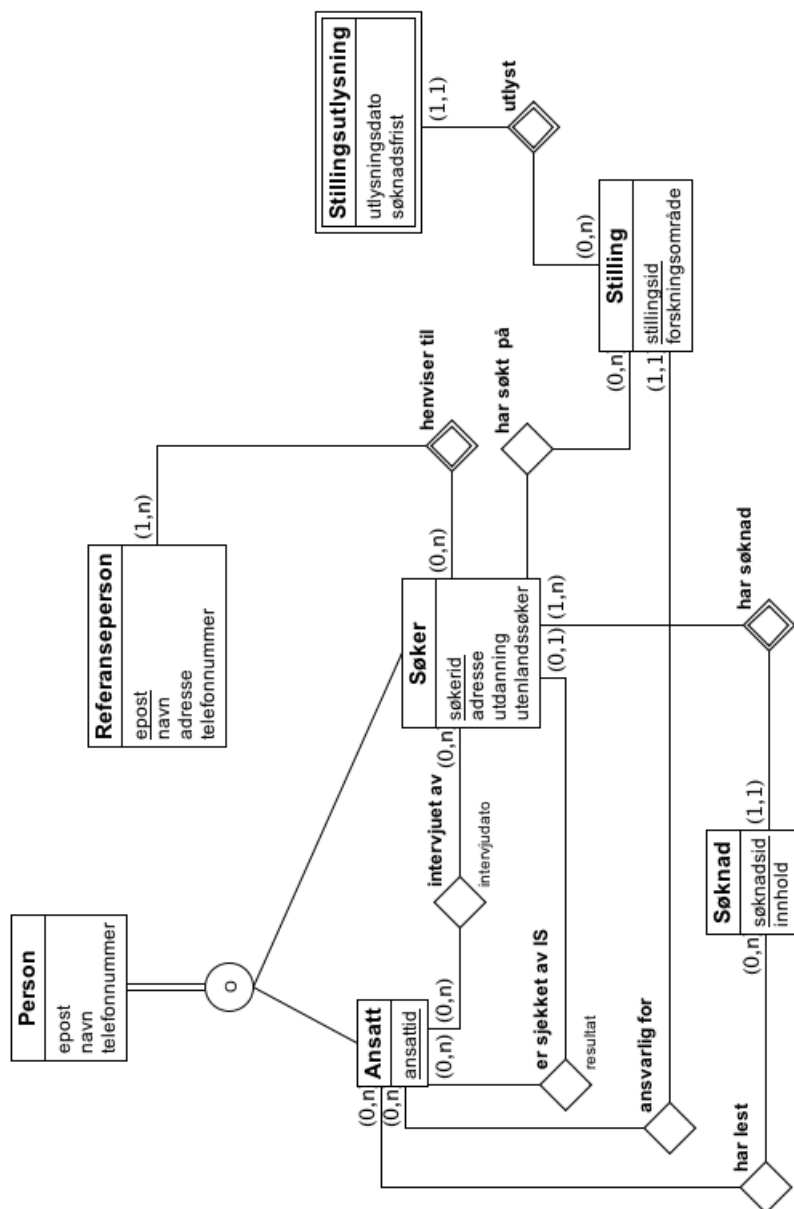 Stillingsutlysning
utlysningsdato
søknadsfrist
(1,1)
utlyst
(0,n)
Stilling
stillingsid
forskningsområde
(0,n)
(1,1)
henviser til
har søkt på
(1,n)
Referanseperson
epost
navn
adresse
telefonnummer
(0,n)
Søker
søkerid
adresse
utdanning
utenlandssøker
(0,n)
(0,1)
(1,n)
har søknad
intervjuet av
intervjudato
(1,1)
Søknad
søknadsid
innhold
(0,n)
Person
epost
navn
telefonnummer
o
Ansatt
ansattid
(0,n)
(0,n)
(0,n)
(0,n)
er sjekket av IS
resultat
ansvarlig for
har lest